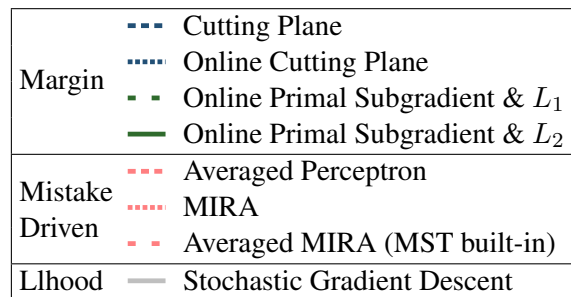 Margin
Cutting Plane
Online Cutting Plane
Online Primal Subgradient & L₁
Online Primal Subgradient & L₂
Mistake
Driven
Averaged Perceptron
MIRA
Averaged MIRA (MST built-in)
Llhood
Stochastic Gradient Descent